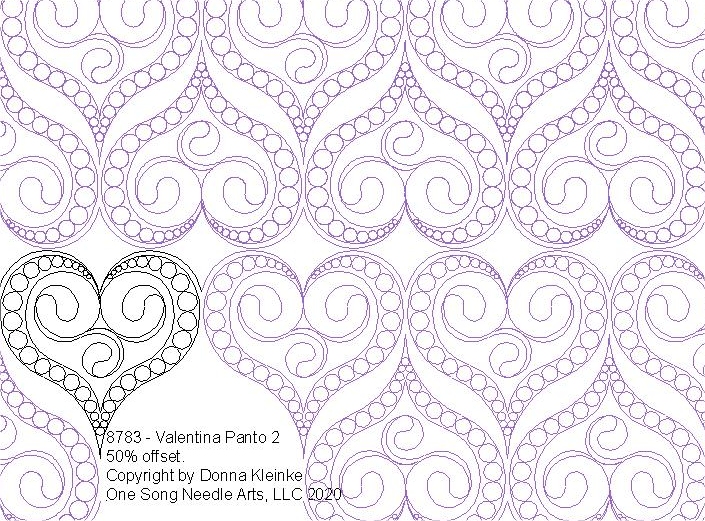 8783 - Valentina Panto 2
50% offset.
Copyright by Donna Kleinke
One Song Needle Arts, LLC 2020